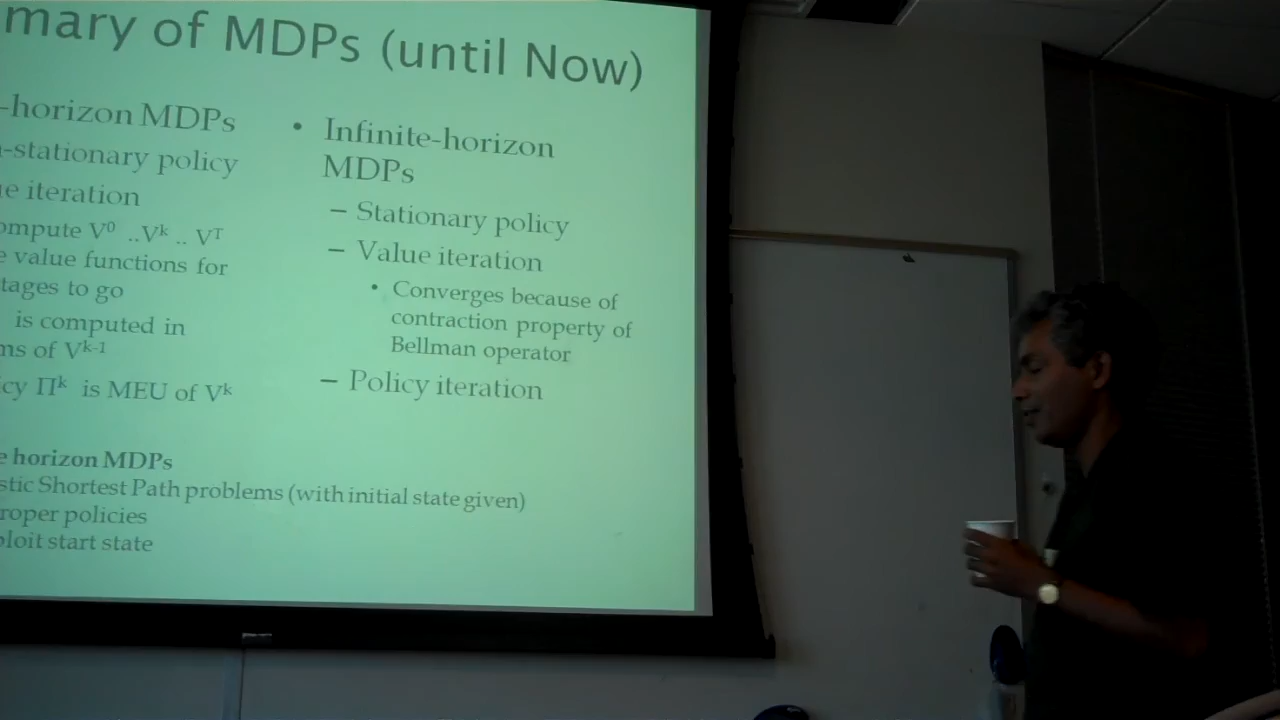 mary of MDPs (until Now)
-horizon MDPs
-stationary policy
ue iteration
ompute V⁰ ..Vᵏ .. Vᵀ
e value functions for
tages to go
is computed in
ms of Vᵏ⁻¹
cy Πᵏ is MEU of Vᵏ
• Infinite-horizon
MDPs
– Stationary policy
– Value iteration
• Converges because of
contraction property of
Bellman operator
– Policy iteration
e horizon MDPs
stic Shortest Path problems (with initial state given)
roper policies
ploit start state